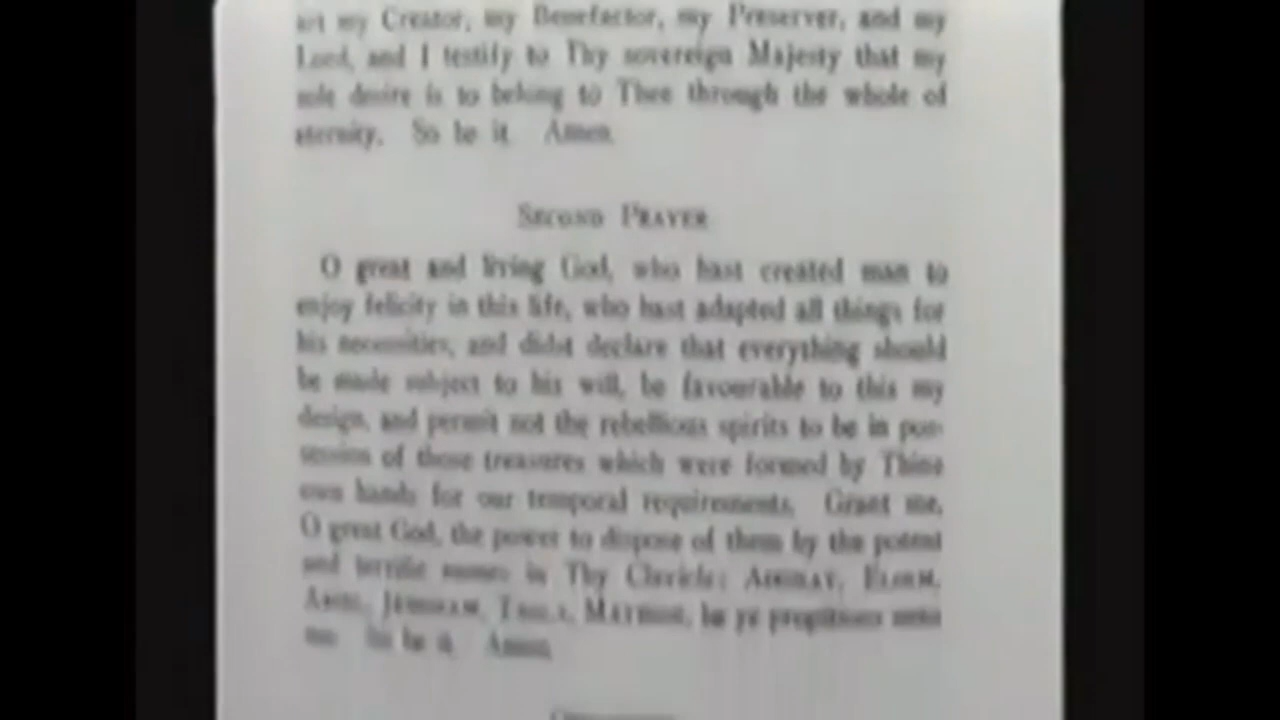 art my Creator, my Benefactor, my Preserver, and my
Lord, and I testify to Thy sovereign Majesty that my
sole desire is to belong to Thee through the whole of
eternity. So be it. Amen.
SECOND PRAYER
O great and living God, who hast created man to
enjoy felicity in this life, who hast adapted all things for
his necessities, and didst declare that everything should
be made subject to his will, be favourable to this my
design, and permit not the rebellious spirits to be in pos-
session of those treasures which were formed by Thine
own hands for our temporal requirements. Grant me,
O great God, the power to dispose of them by the potent
and terrific names in Thy Clavicle: ADONAY, ELOIM,
ARIEL, JEHOVAM, TAGLA, MATHON, be ye propitious unto
me. So be it. Amen.